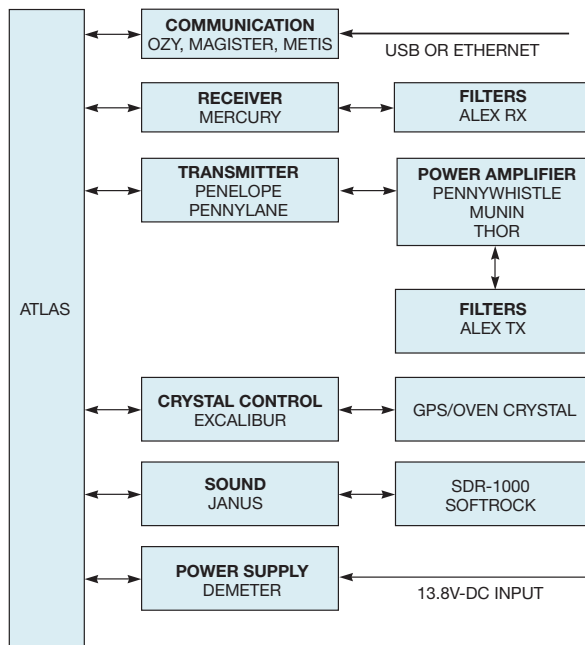 COMMUNICATION
OZY, MAGISTER, METIS
USB OR ETHERNET
RECEIVER
MERCURY
FILTERS
ALEX RX
TRANSMITTER
PENELOPE
PENNYLANE
POWER AMPLIFIER
PENNYWHISTLE
MUNIN
THOR
ATLAS
FILTERS
ALEX TX
CRYSTAL CONTROL
EXCALIBUR
GPS/OVEN CRYSTAL
SOUND
JANUS
SDR-1000
SOFTROCK
POWER SUPPLY
DEMETER
13.8V-DC INPUT